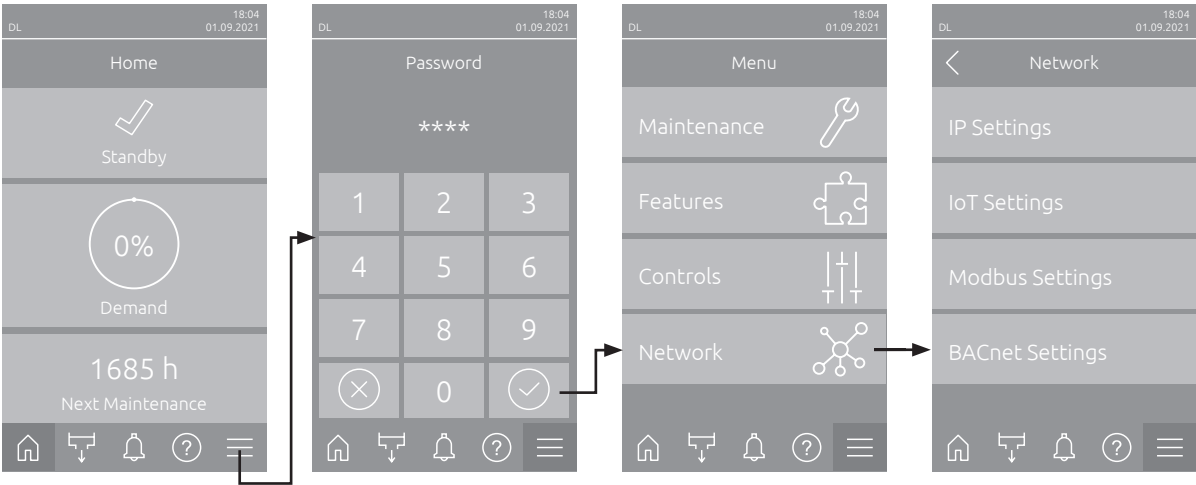 18:04
DL 01.09.2021
Home
Standby
0%
Demand
1685 h
Next Maintenance
?
18:04
DL 01.09.2021
Password
****
1 2 3
4 5 6
7 8 9
0
?
18:04
DL 01.09.2021
Menu
Maintenance
Features
Controls
Network
?
18:04
DL 01.09.2021
Network
IP Settings
IoT Settings
Modbus Settings
BACnet Settings
?